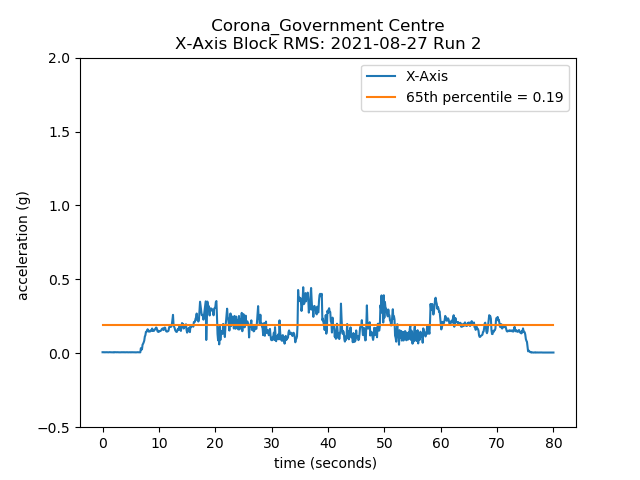 Corona_Government Centre
X-Axis Block RMS: 2021-08-27 Run 2
X-Axis
65th percentile = 0.19
acceleration (g)
2.0
1.5
1.0
0.5
0.0
−0.5
0 10 20 30 40 50 60 70 80
time (seconds)